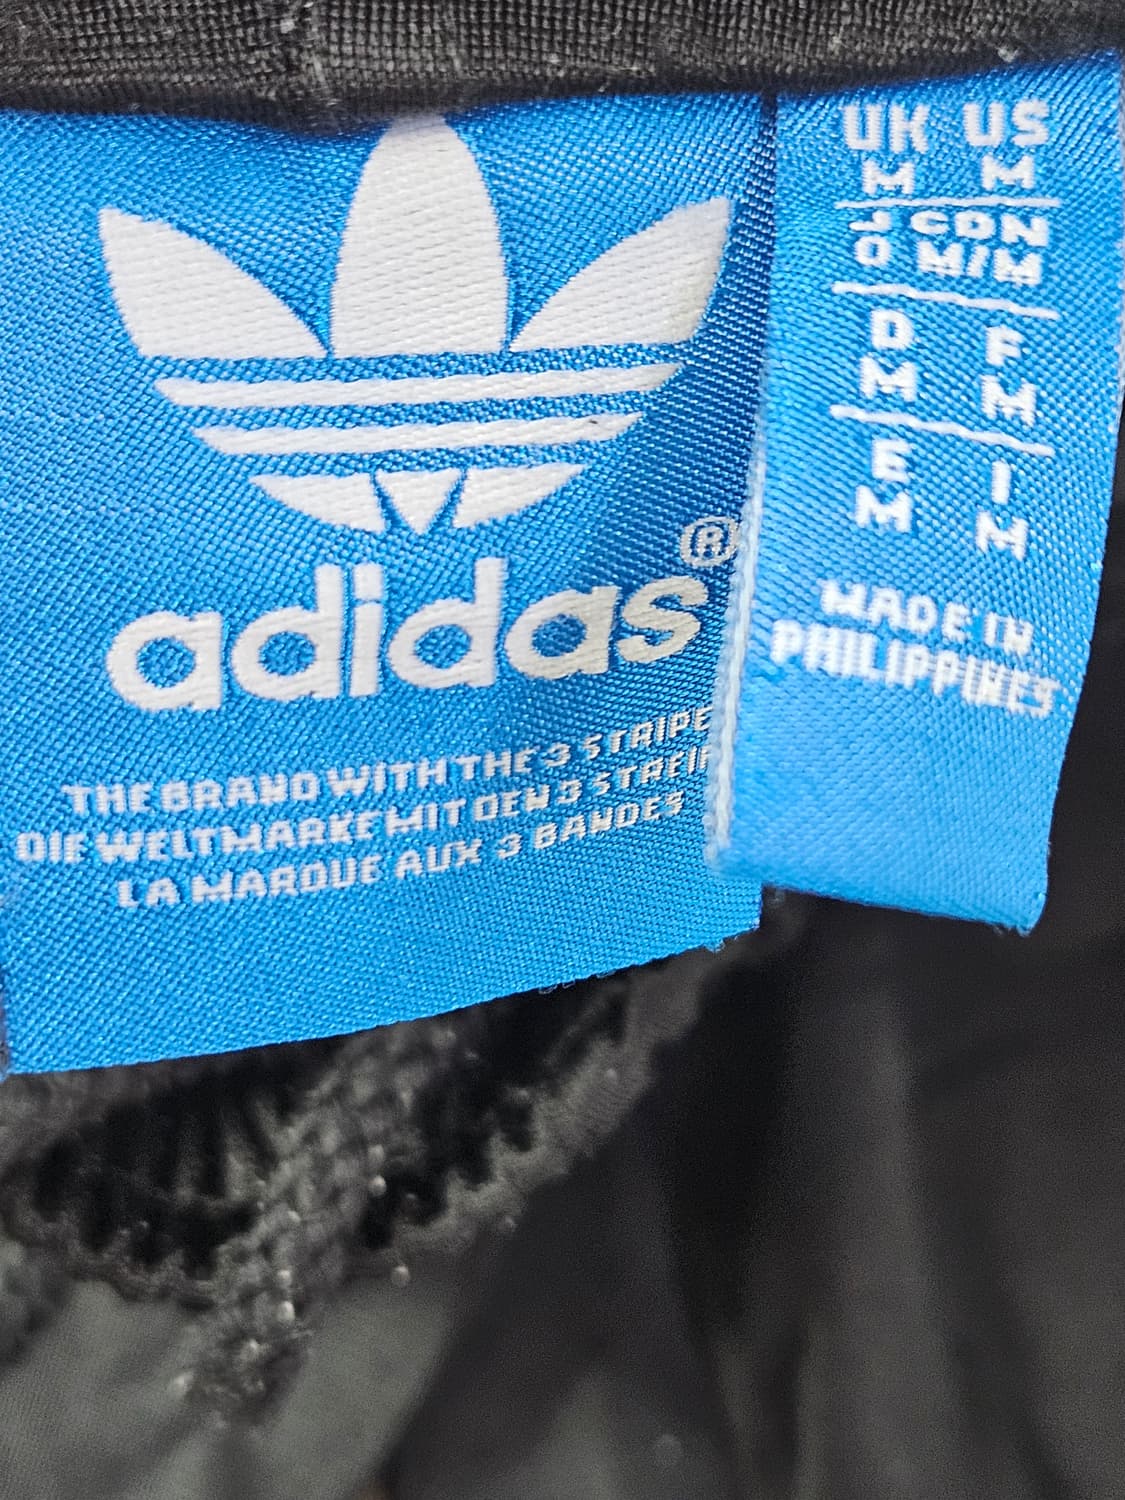 adidas®
THE BRAND WITH THE 3 STRIPE
DIE WELTMARKE MIT DEN 3 STREI
LA MARQUE AUX 3 BANDES
UK US
M M
J CDN
O M/M
D F
M M
E I
M M
MADE IN
PHILIPPINES